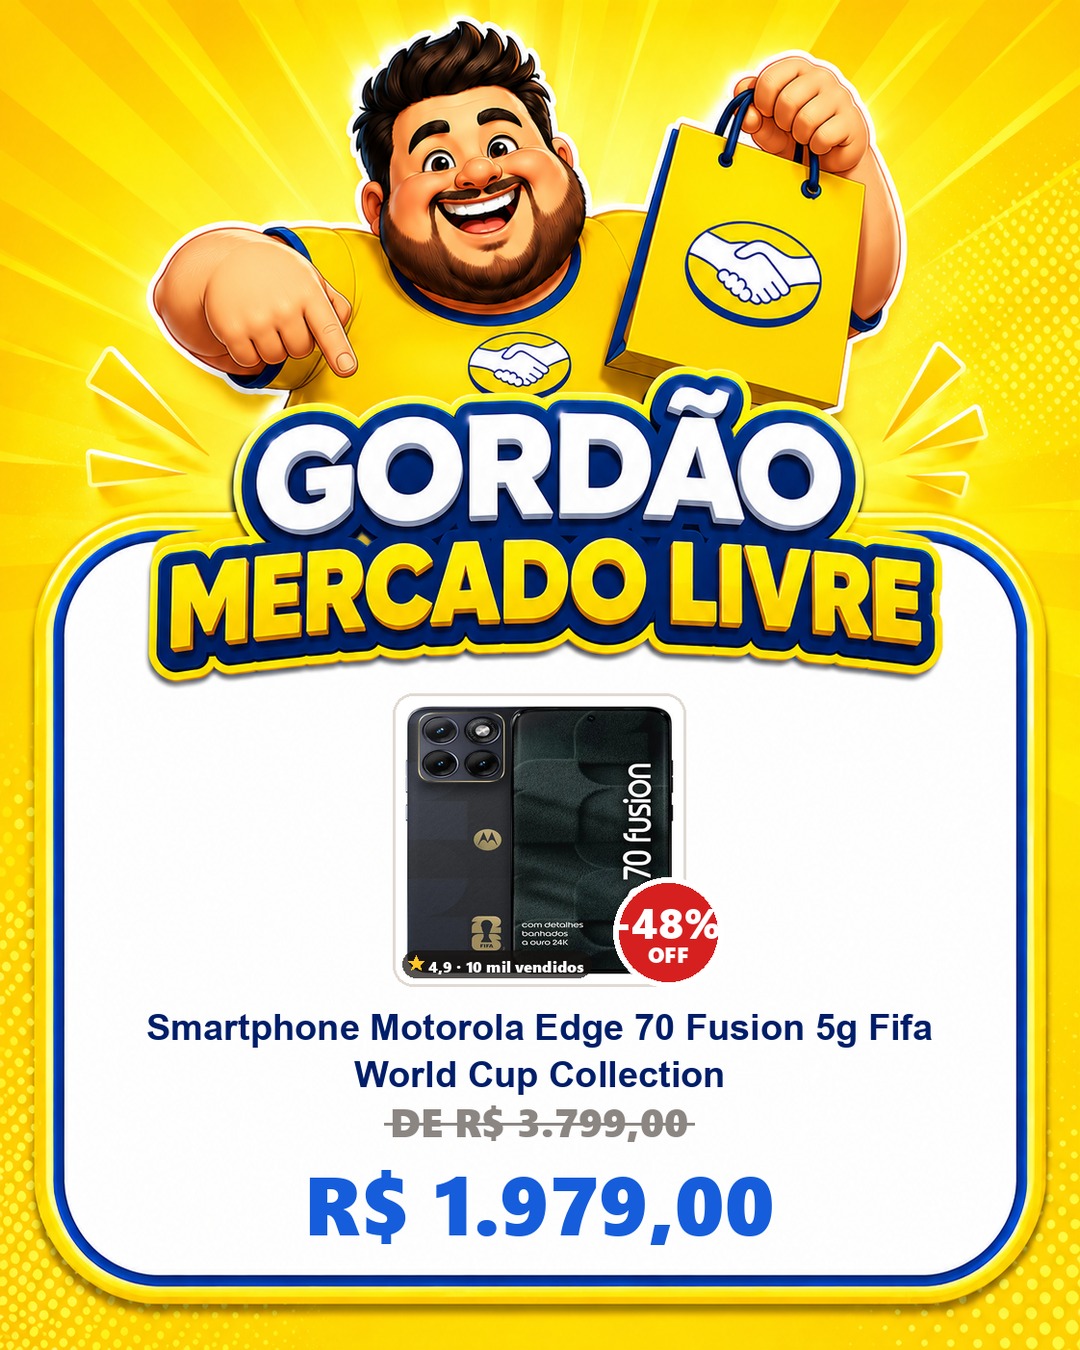 GORDÃO
MERCADO LIVRE
70 fusion
com detalhes
banhados
a ouro 24K
FIFA
4,9 · 10 mil vendidos
-48%
OFF
Smartphone Motorola Edge 70 Fusion 5g Fifa
World Cup Collection
DE R$ 3.799,00
R$ 1.979,00